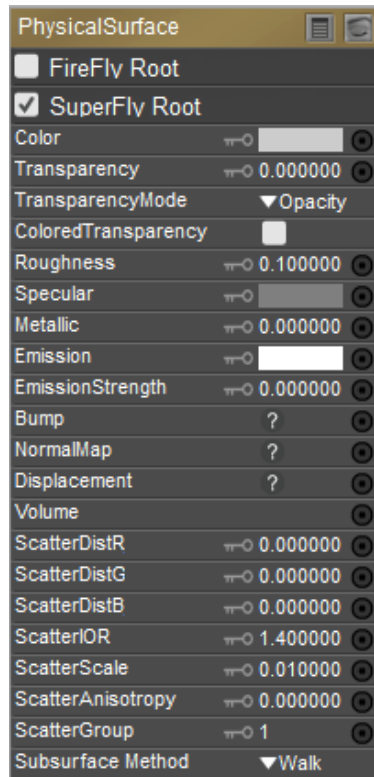 PhysicalSurface
FireFly Root
SuperFly Root
Color
Transparency 0.000000
TransparencyMode ▼Opacity
ColoredTransparency
Roughness 0.100000
Specular
Metallic 0.000000
Emission
EmissionStrength 0.000000
Bump ?
NormalMap ?
Displacement ?
Volume
ScatterDistR 0.000000
ScatterDistG 0.000000
ScatterDistB 0.000000
ScatterIOR 1.400000
ScatterScale 0.010000
ScatterAnisotropy 0.000000
ScatterGroup 1
Subsurface Method ▼Walk